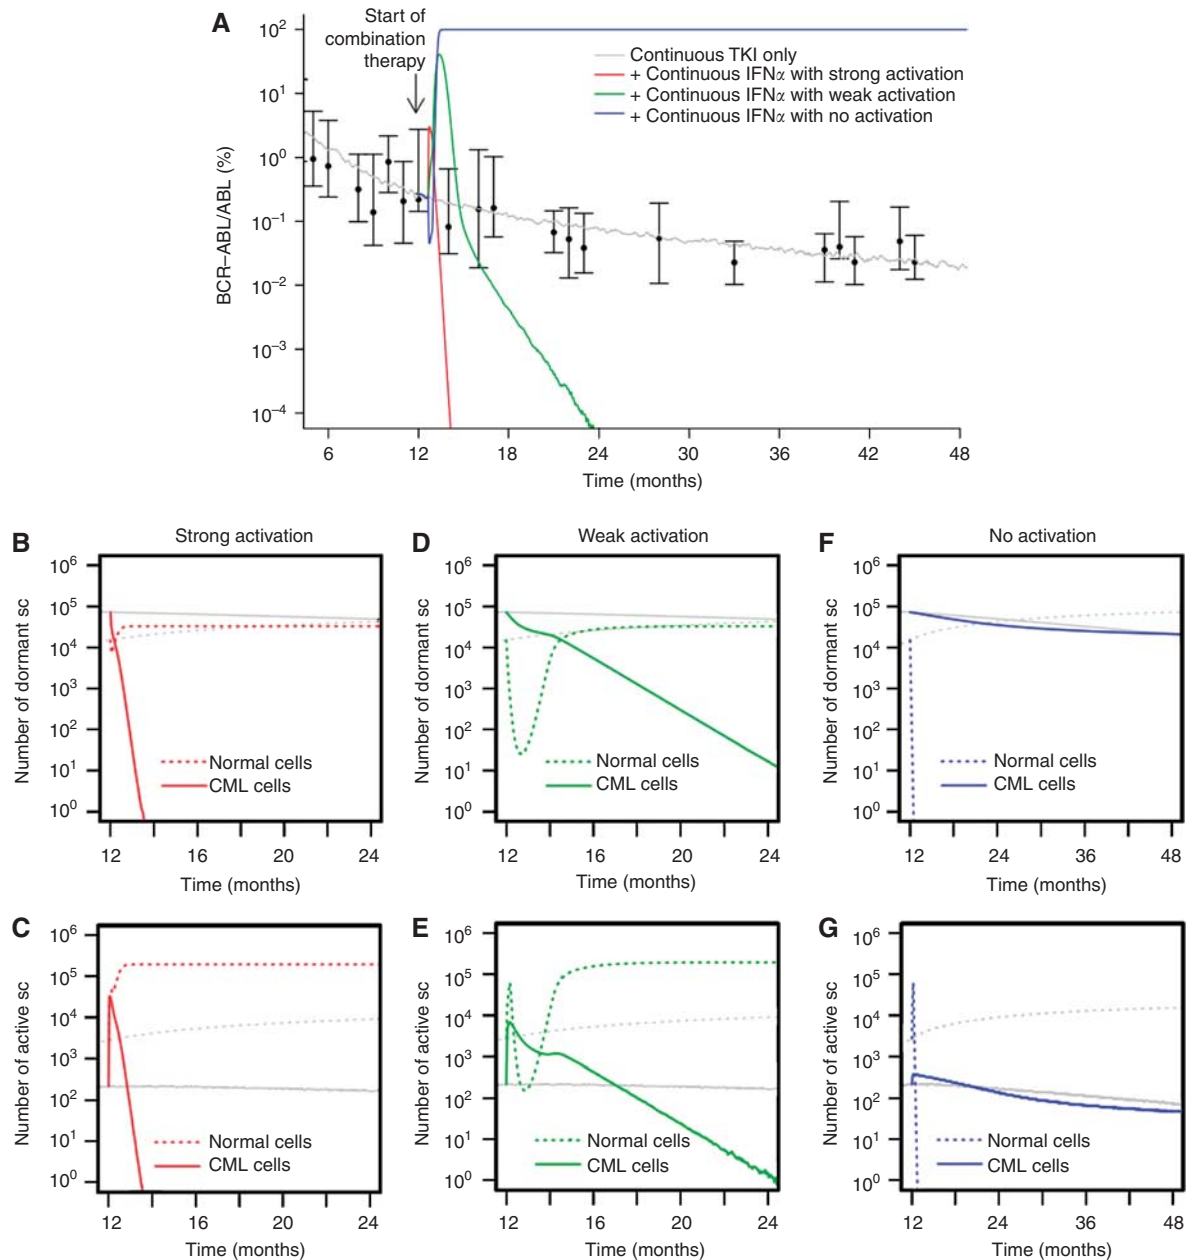 A
Start of
combination
therapy
Continuous TKI only
+ Continuous IFNα with strong activation
+ Continuous IFNα with weak activation
+ Continuous IFNα with no activation
BCR–ABL/ABL (%)
10²
10¹
10⁰
10⁻¹
10⁻²
10⁻³
10⁻⁴
6 12 18 24 30 36 42 48
Time (months)
B
Strong activation
Number of dormant sc
10⁶
10⁵
10⁴
10³
10²
10¹
10⁰
Normal cells
CML cells
12 16 20 24
Time (months)
D
Weak activation
Number of dormant sc
10⁶
10⁵
10⁴
10³
10²
10¹
10⁰
Normal cells
CML cells
12 16 20 24
Time (months)
F
No activation
Number of dormant sc
10⁶
10⁵
10⁴
10³
10²
10¹
10⁰
Normal cells
CML cells
12 24 36 48
Time (months)
C
Number of active sc
10⁶
10⁵
10⁴
10³
10²
10¹
10⁰
Normal cells
CML cells
12 16 20 24
Time (months)
E
Number of active sc
10⁶
10⁵
10⁴
10³
10²
10¹
10⁰
Normal cells
CML cells
12 16 20 24
Time (months)
G
Number of active sc
10⁶
10⁵
10⁴
10³
10²
10¹
10⁰
Normal cells
CML cells
12 24 36 48
Time (months)